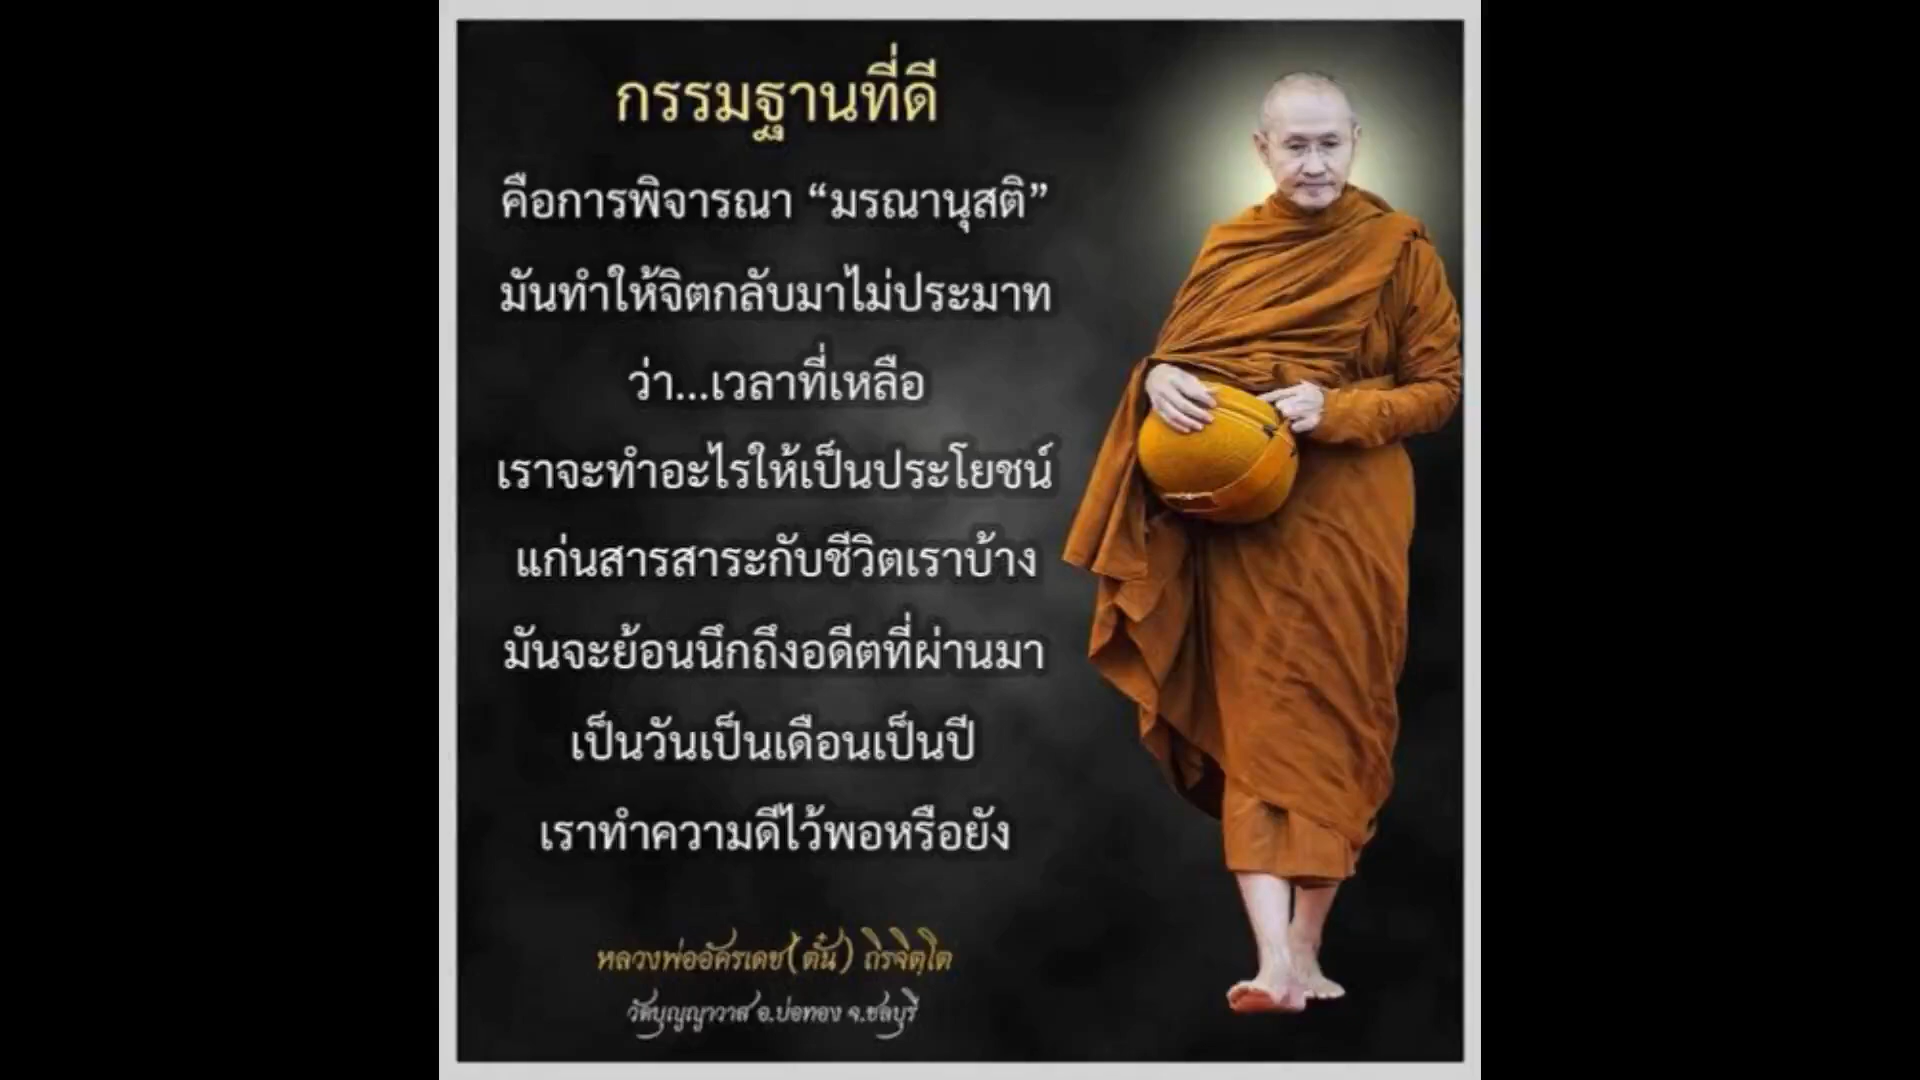 กรรมฐานที่ดี
คือการพิจารณา “มรณานุสติ”
มันทำให้จิตกลับมาไม่ประมาท
ว่า...เวลาที่เหลือ
เราจะทำอะไรให้เป็นประโยชน์
แก่นสารสาระกับชีวิตเราบ้าง
มันจะย้อนนึกถึงอดีตที่ผ่านมา
เป็นวันเป็นเดือนเป็นปี
เราทำความดีไว้พอหรือยัง
หลวงพ่ออัครเดช(ตั๋น) ถิรจิตฺโต
วัดบุญญาวาส อ.บ่อทอง จ.ชลบุรี